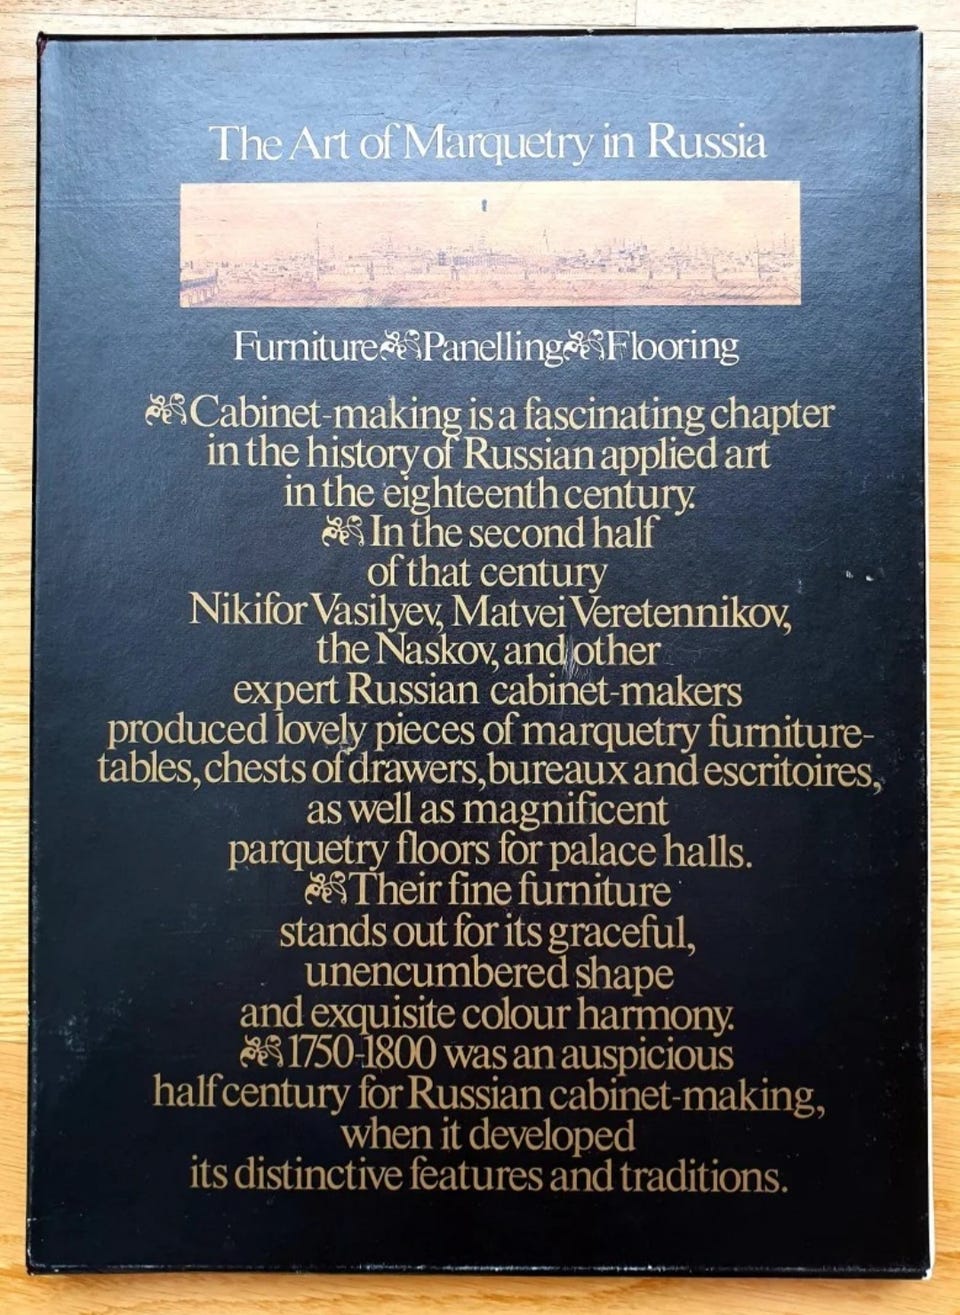 The Art of Marquetry in Russia
Furniture Panelling Flooring
Cabinet-making is a fascinating chapter
in the history of Russian applied art
in the eighteenth century.
In the second half
of that century
Nikifor Vasilyev, Matvei Veretennikov,
the Naskov, and other
expert Russian cabinet-makers
produced lovely pieces of marquetry furniture-
tables, chests of drawers, bureaux and escritoires,
as well as magnificent
parquetry floors for palace halls.
Their fine furniture
stands out for its graceful,
unencumbered shape
and exquisite colour harmony.
1750-1800 was an auspicious
half century for Russian cabinet-making,
when it developed
its distinctive features and traditions.